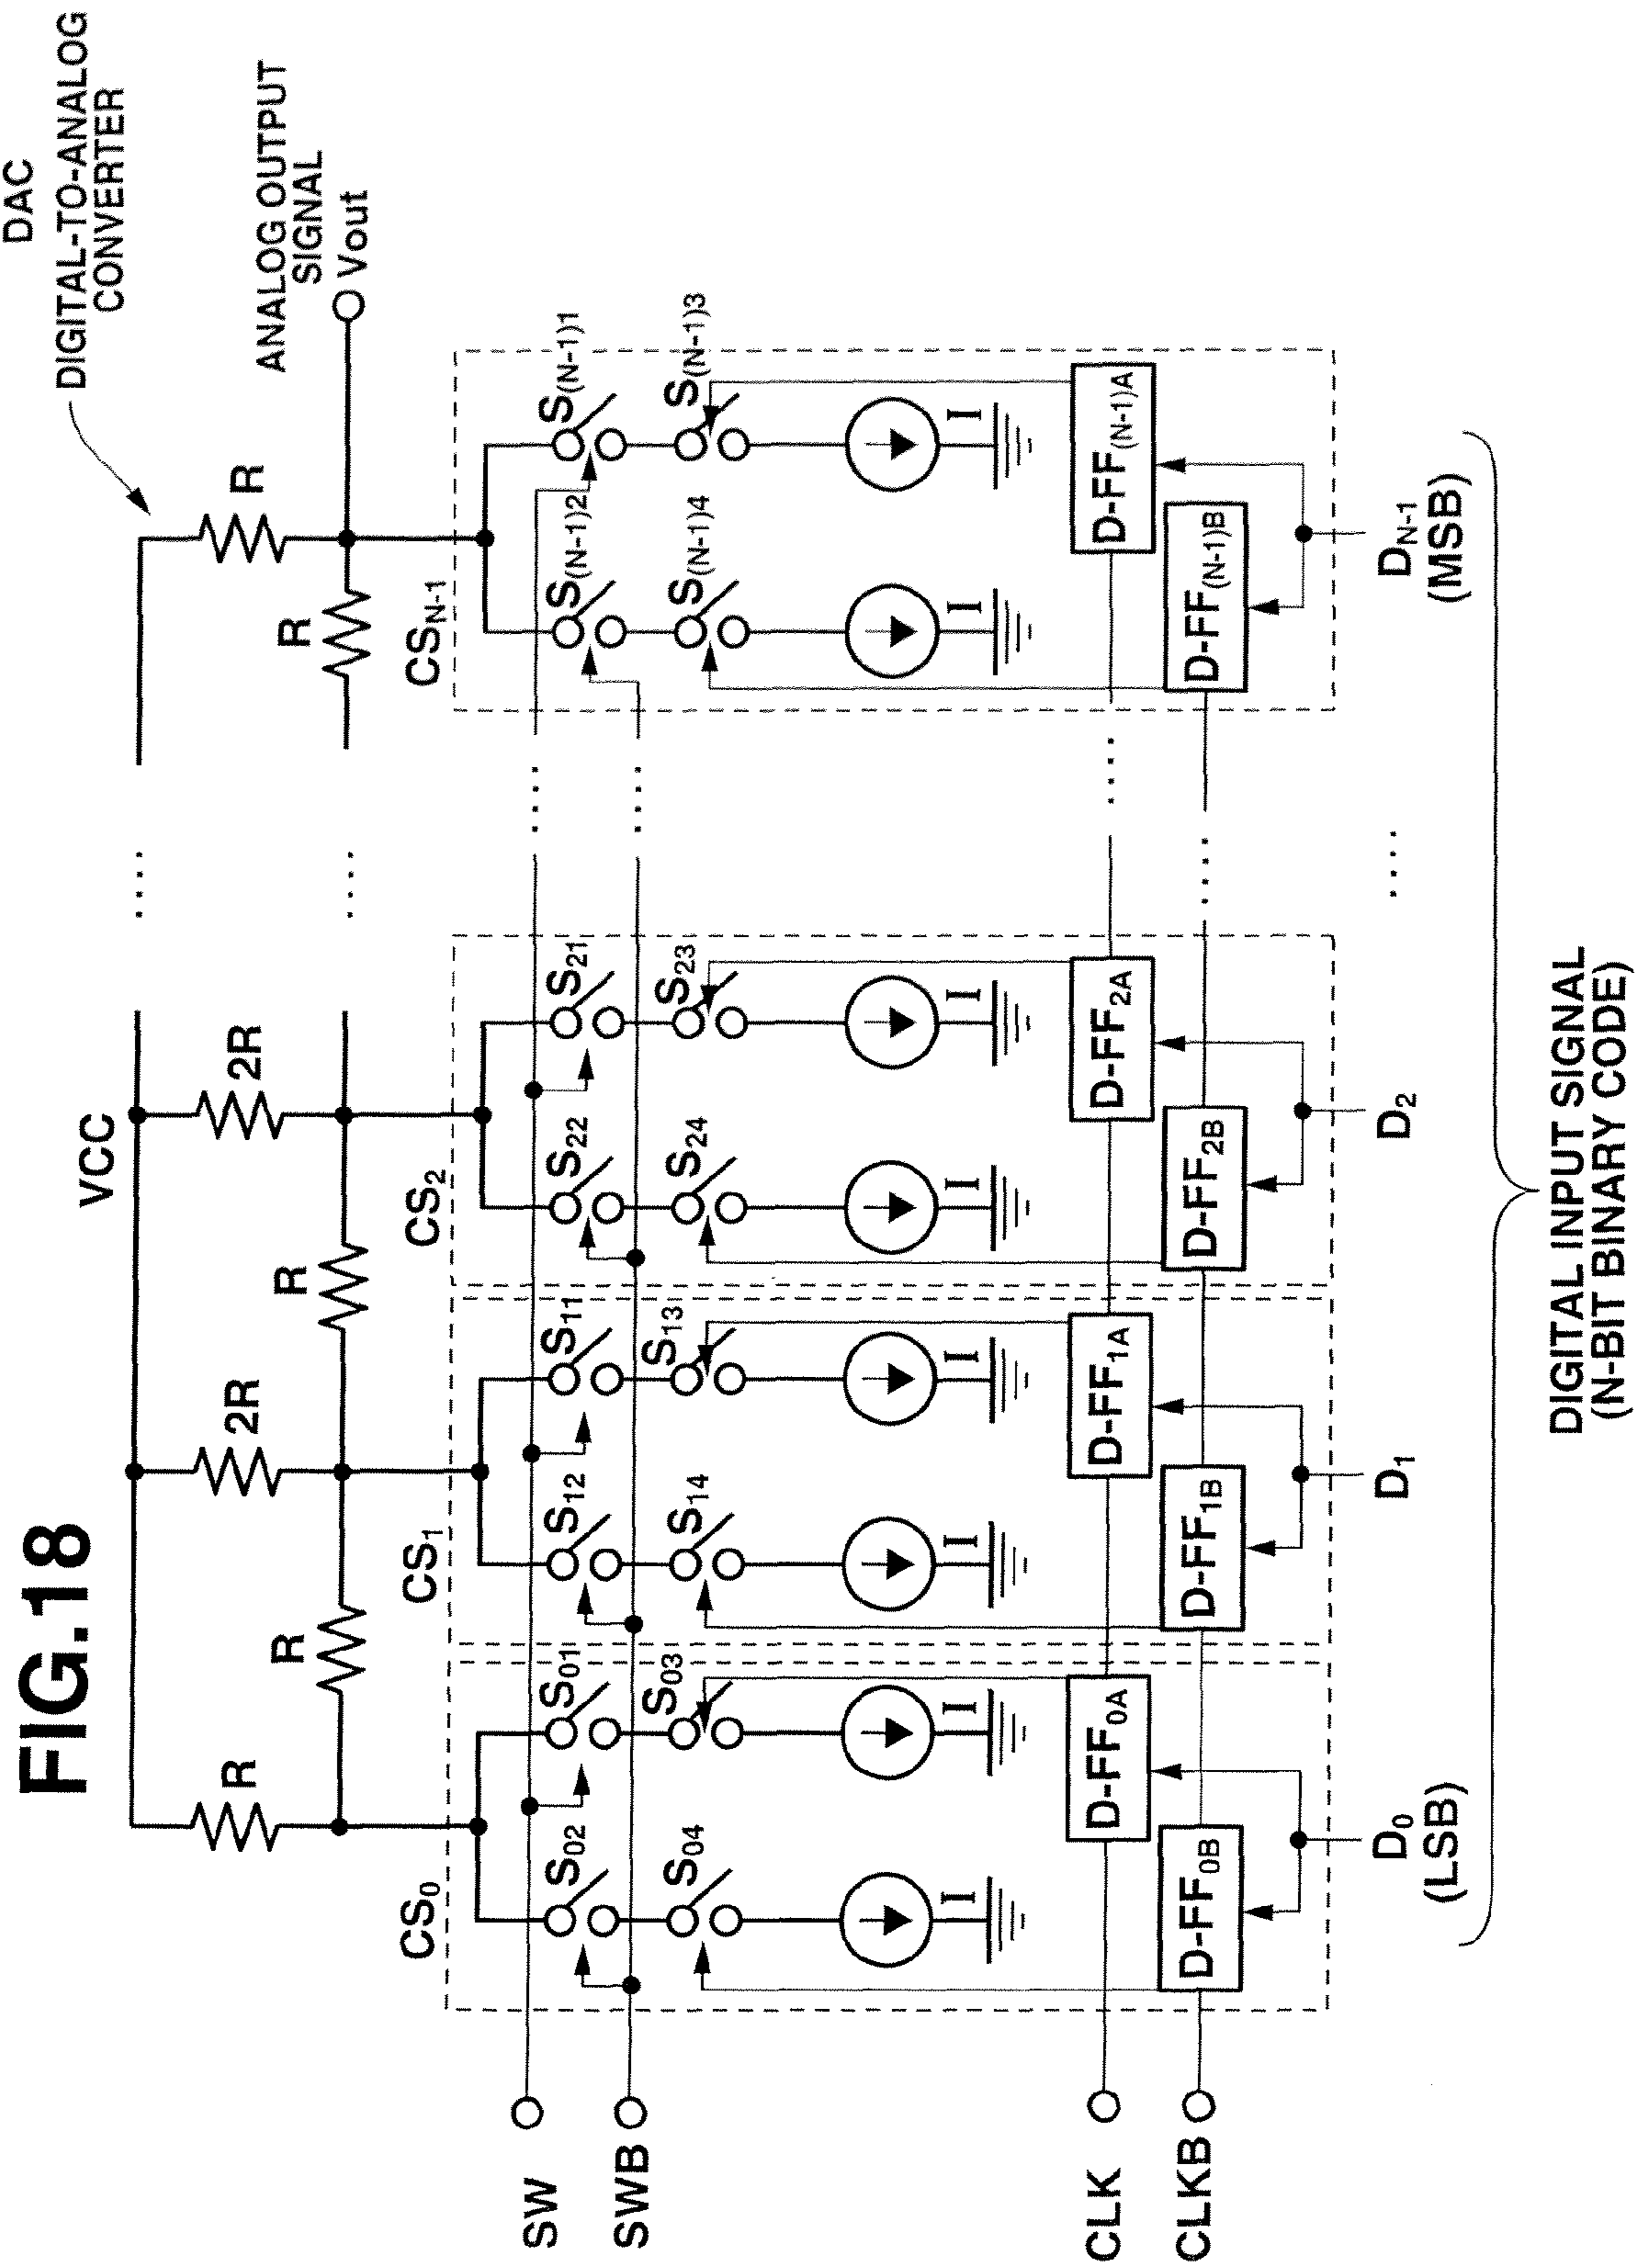 FIG.18
DAC
DIGITAL-TO-ANALOG
CONVERTER
ANALOG OUTPUT
SIGNAL
Vout
VCC
R
2R
2R
R
R
R
R
CS0
CS1
CS2
CSN-1
S02
S01
S12
S11
S22
S21
S(N-1)2
S(N-1)1
S04
S03
S14
S13
S24
S23
S(N-1)4
S(N-1)3
I
I
I
I
I
I
I
I
SW
SWB
CLK
CLKB
D-FF0A
D-FF1A
D-FF2A
D-FF(N-1)A
D-FF0B
D-FF1B
D-FF2B
D-FF(N-1)B
D0
(LSB)
D1
D2
DN-1
(MSB)
DIGITAL INPUT SIGNAL
(N-BIT BINARY CODE)